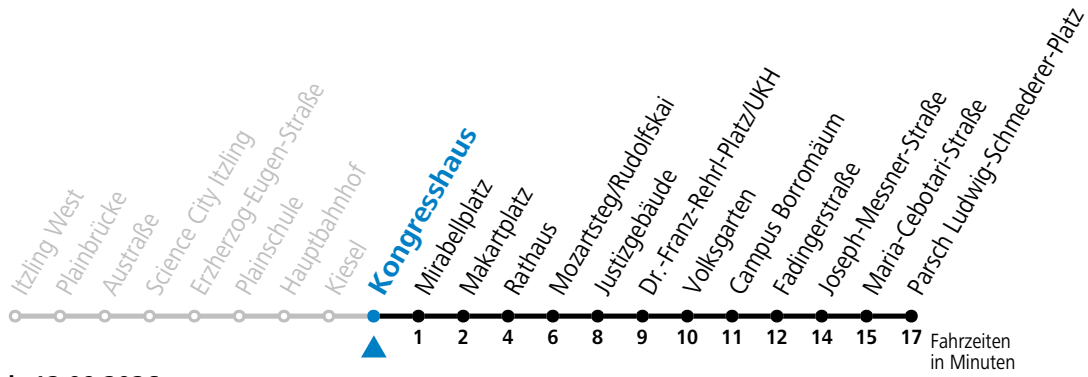 Itzling West
Plainbrücke
Austraße
Science City Itzling
Erzherzog-Eugen-Straße
Plainschule
Hauptbahnhof
Kiesel
Kongresshaus
Mirabellplatz
Makartplatz
Rathaus
Mozartsteg/Rudolfskai
Justizgebäude
Dr.-Franz-Rehrl-Platz/UKH
Volksgarten
Campus Borromäum
Fadingerstraße
Joseph-Messner-Straße
Maria-Cebotari-Straße
Parsch Ludwig-Schmederer-Platz
1 2 4 6 8 9 10 11 12 14 15 17 Fahrzeiten
in Minuten